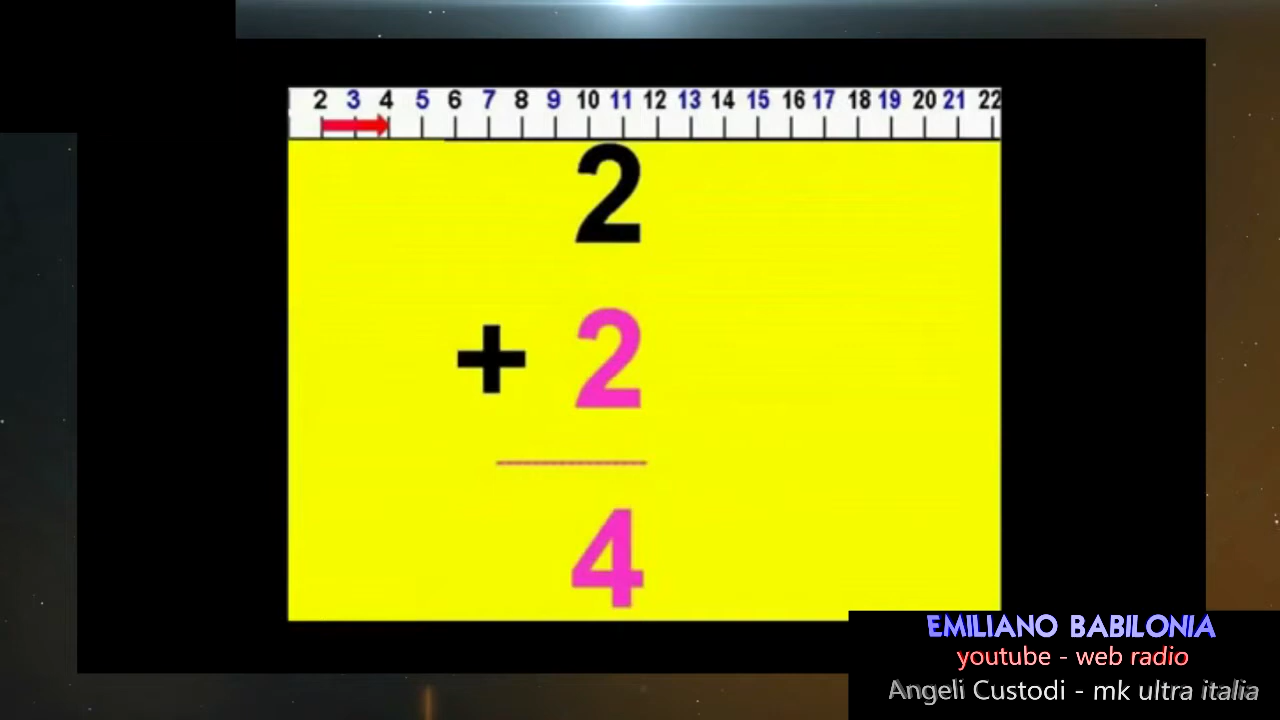 2 3 4 5 6 7 8 9 10 11 12 13 14 15 16 17 18 19 20 21 22
2
+ 2
4
EMILIANO BABILONIA
youtube - web radio
Angeli Custodi - mk ultra italia